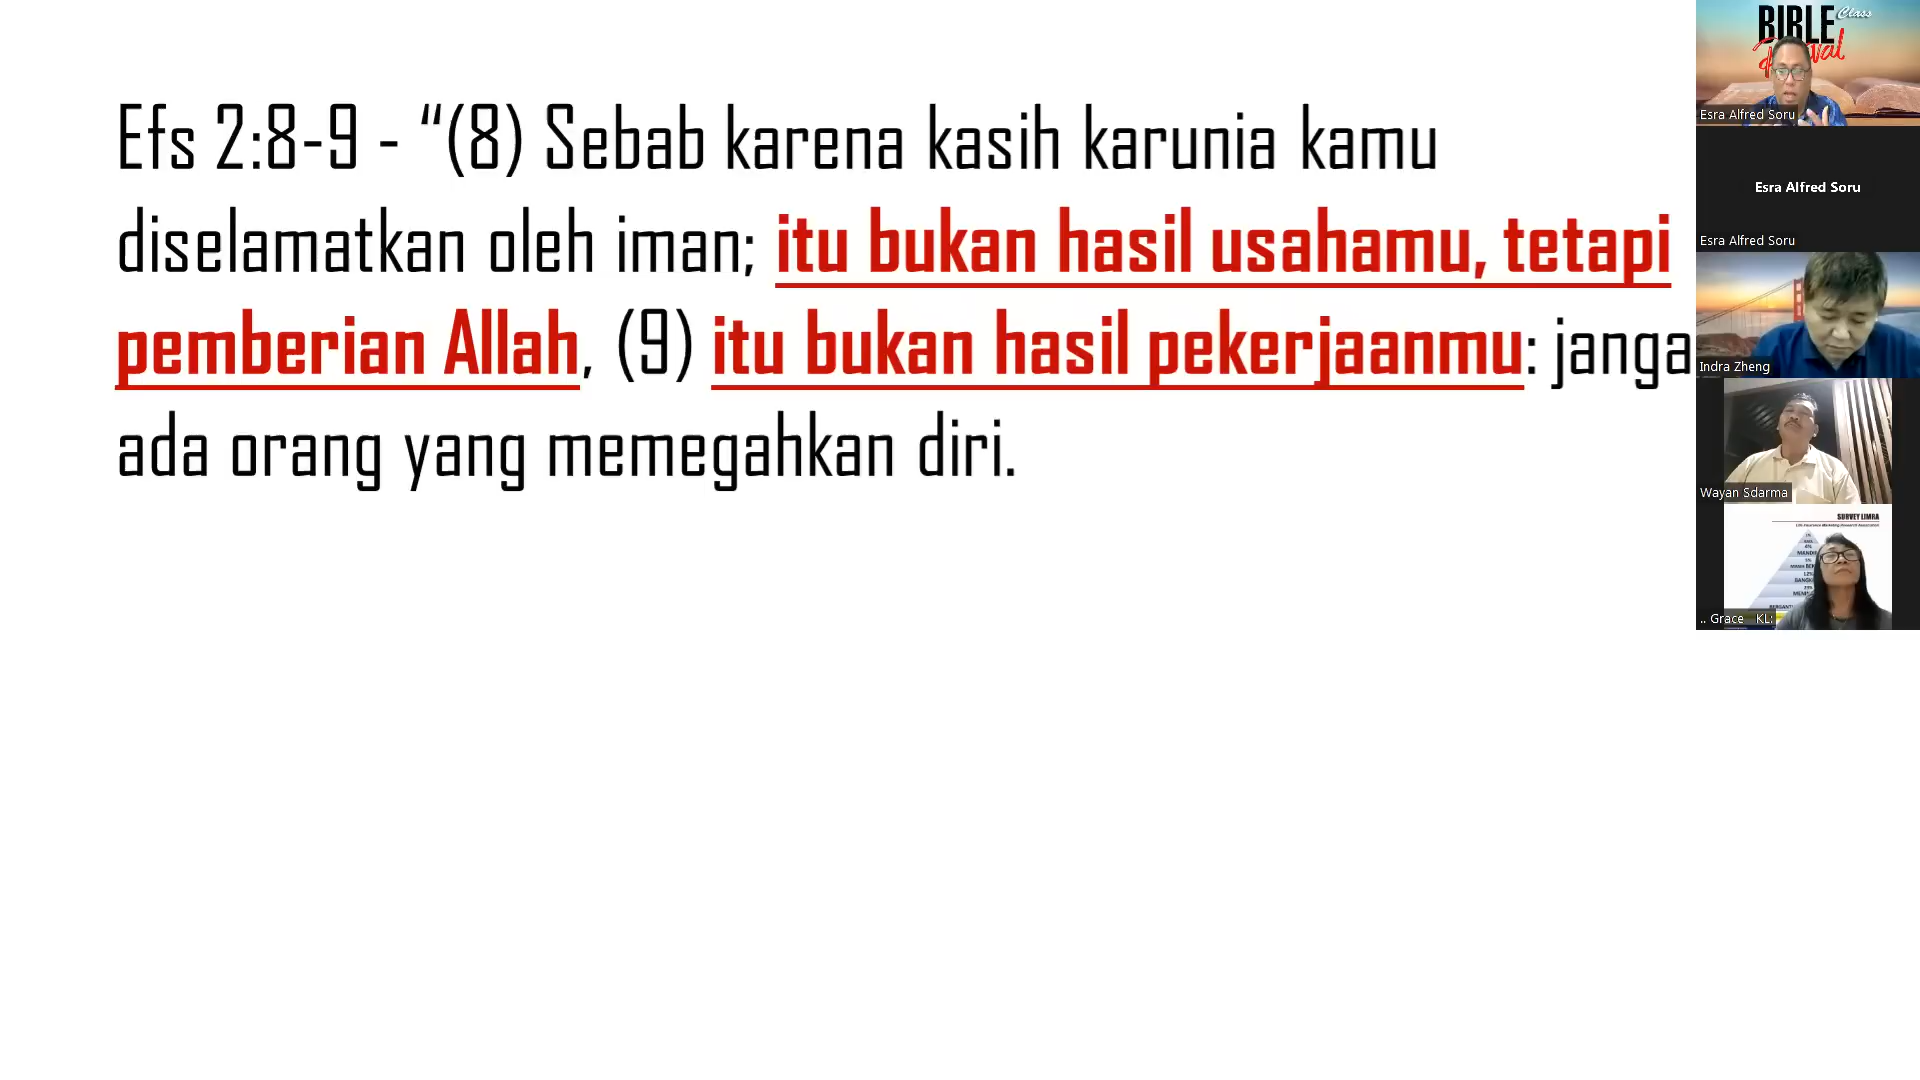 Efs 2:8-9 - “(8) Sebab karena kasih karunia kamu
diselamatkan oleh iman; itu bukan hasil usahamu, tetapi
pemberian Allah, (9) itu bukan hasil pekerjaanmu: janga
ada orang yang memegahkan diri.
BIBLE Class
Esra Alfred Soru
Esra Alfred Soru
Esra Alfred Soru
Indra Zheng
Wayan Sdarma
SURVEY LIMRA
.. Grace KL: